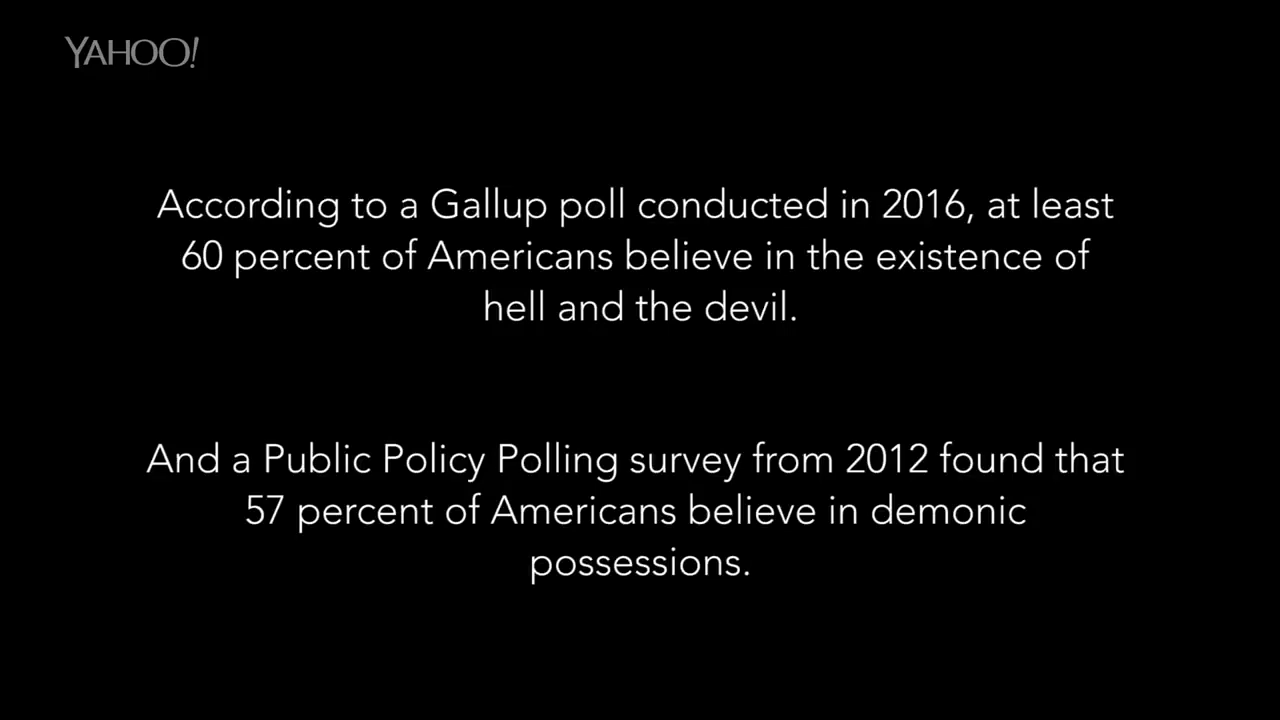 YAHOO!
According to a Gallup poll conducted in 2016, at least
60 percent of Americans believe in the existence of
hell and the devil.
And a Public Policy Polling survey from 2012 found that
57 percent of Americans believe in demonic
possessions.